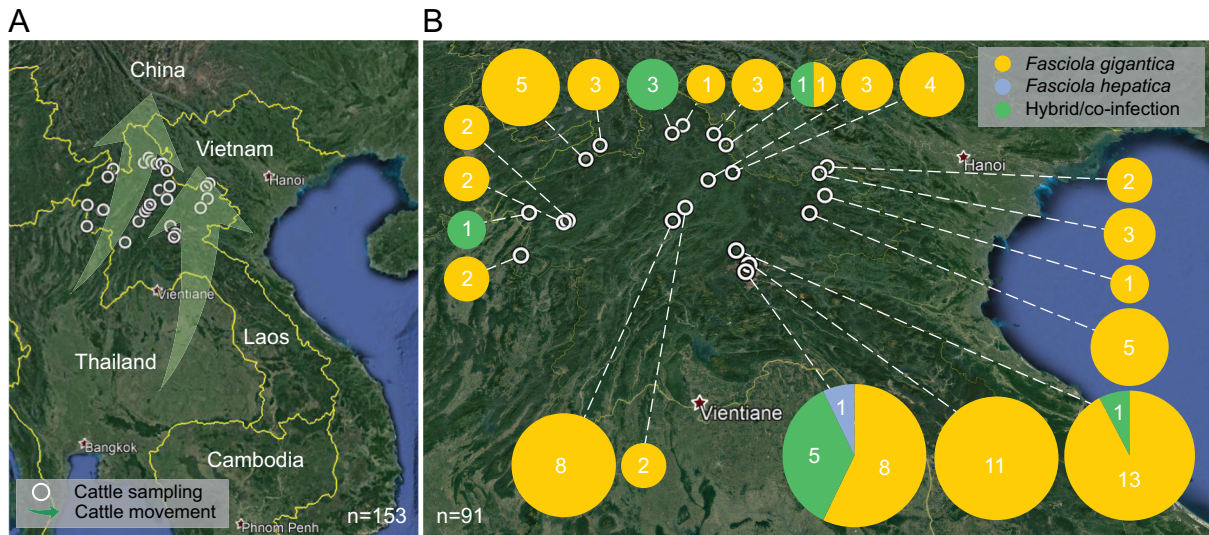 A
China
Vietnam
Hanoi
Vientiane
Laos
Thailand
Bangkok
Cambodia
Phnom Penh
Cattle sampling
Cattle movement
n=153
B
Fasciola gigantica
Fasciola hepatica
Hybrid/co-infection
5
3
3
1
3
1
1
3
4
2
2
1
2
Hanoi
2
3
1
5
Vientiane
8
2
1
5
8
11
1
13
n=91